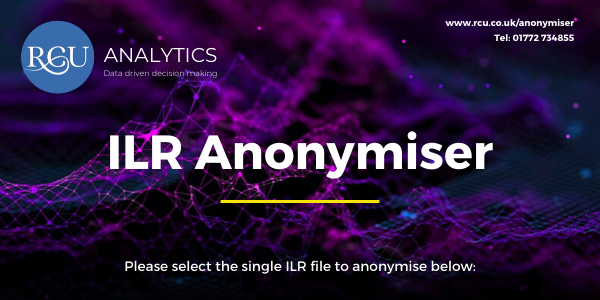 www.rcu.co.uk/anonymiser
Tel: 01772 734855
RCU
ANALYTICS
Data driven decision making
ILR Anonymiser
Please select the single ILR file to anonymise below: